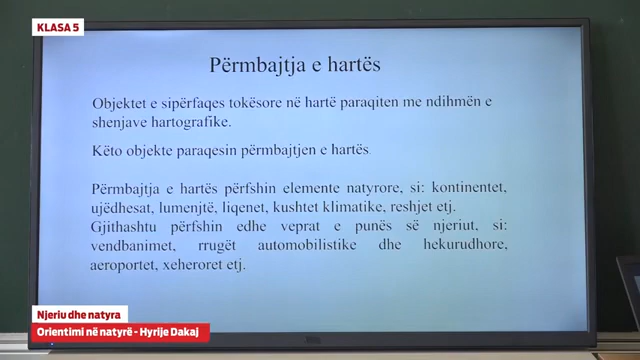 KLASA 5
Përmbajtja e hartës
Objektet e sipërfaqes tokësore në hartë paraqiten me ndihmën e
shenjave hartografike.
Këto objekte paraqesin përmbajtjen e hartës.
Përmbajtja e hartës përfshin elemente natyrore, si: kontinentet,
ujëdhesat, lumenjtë, liqenet, kushtet klimatike, reshjet etj.
Gjithashtu përfshin edhe veprat e punës së njeriut, si:
vendbanimet, rrugët automobilistike dhe hekurudhore,
aeroportet, xeheroret etj.
Njeriu dhe natyra
Orientimi në natyrë - Hyrije Dakaj